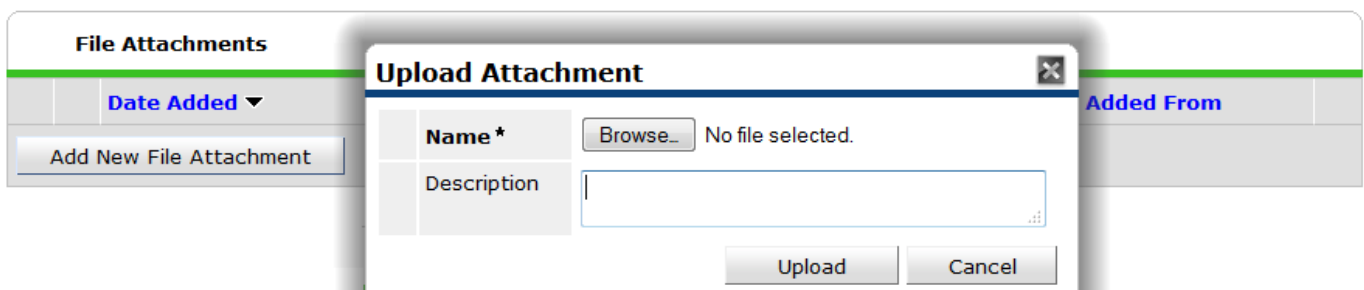 File Attachments
Upload Attachment
Date Added
Added From
Name*
Browse...
No file selected.
Add New File Attachment
Description
Upload
Cancel